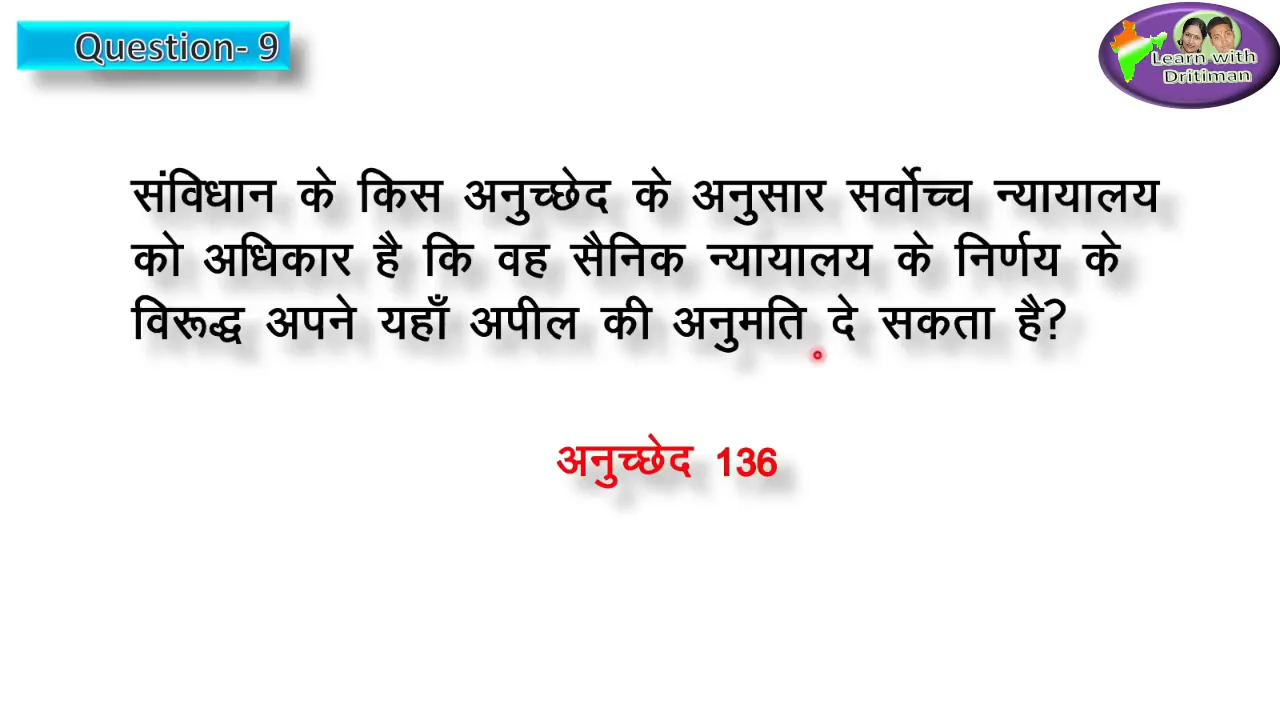 Question- 9
Learn with
Dritiman
संविधान के किस अनुच्छेद के अनुसार सर्वोच्च न्यायालय
को अधिकार है कि वह सैनिक न्यायालय के निर्णय के
विरूद्ध अपने यहाँ अपील की अनुमति दे सकता है?
अनुच्छेद 136